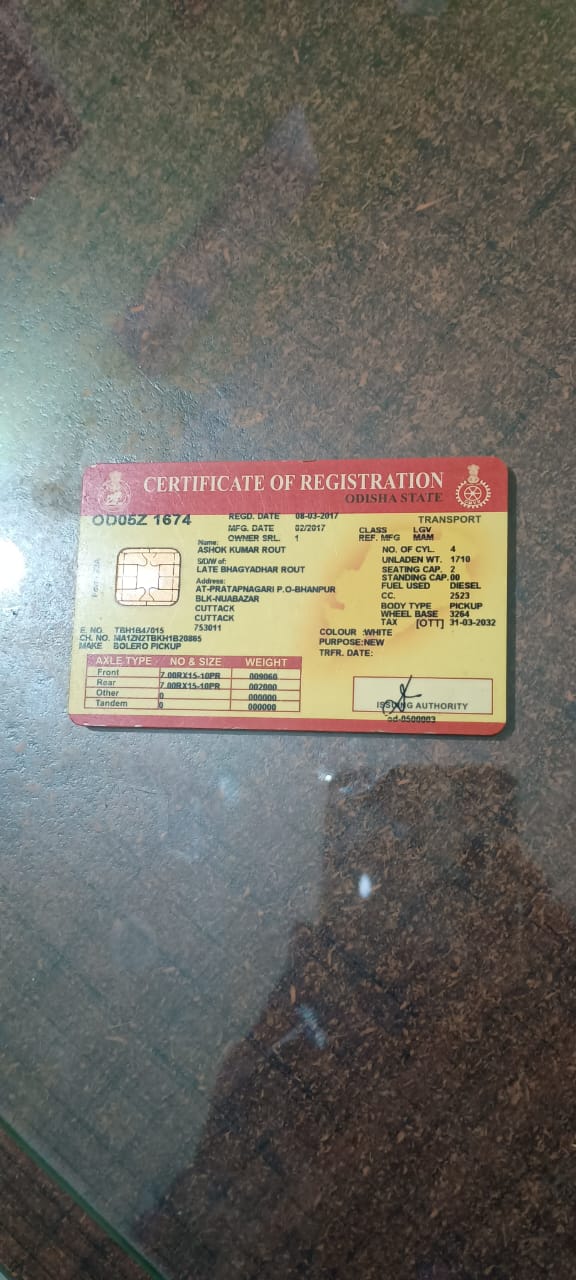 CERTIFICATE OF REGISTRATION
ODISHA STATE
OD05Z 1674
REGD. DATE 08-03-2017
TRANSPORT
MFG. DATE 02/2017
OWNER SRL. 1
CLASS LGV
REF. MFG MAM
Name:
ASHOK KUMAR ROUT
S/D/W of:
LATE BHAGYADHAR ROUT
Address:
AT-PRATAPNAGARI P.O-BHANPUR
BLK-NUABAZAR
CUTTACK
CUTTACK
753011
NO. OF CYL. 4
UNLADEN WT. 1710
SEATING CAP. 2
STANDING CAP.00
FUEL USED DIESEL
CC. 2523
BODY TYPE PICKUP
WHEEL BASE 3264
TAX [OTT] 31-03-2032
E. NO. TBH1B47015
CH. NO. MA1ZN2TBKH1B20865
MAKE BOLERO PICKUP
COLOUR :WHITE
PURPOSE:NEW
TRFR. DATE:
AXLE TYPE NO & SIZE WEIGHT
Front 7.00RX15-10PR 009060
Rear 7.00RX15-10PR 002000
Other 0 000000
Tandem 0 000000
ISSUING AUTHORITY
od-0500003